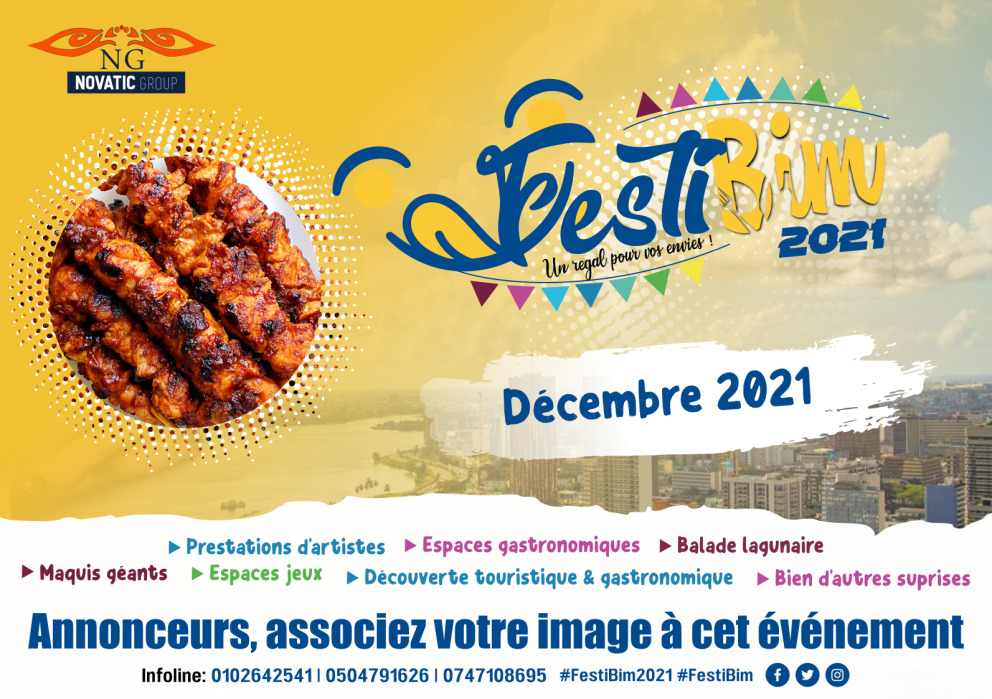 NG
NOVATIC GROUP
FestiBim
2021
Un regal pour vos envies !
Décembre 2021
Prestations d'artistes Espaces gastronomiques Balade lagunaire
Maquis géants Espaces jeux Découverte touristique & gastronomique Bien d'autres suprises
Annonceurs, associez votre image à cet événement
Infoline: 0102642541 | 0504791626 | 0747108695 #FestiBim2021 #FestiBim